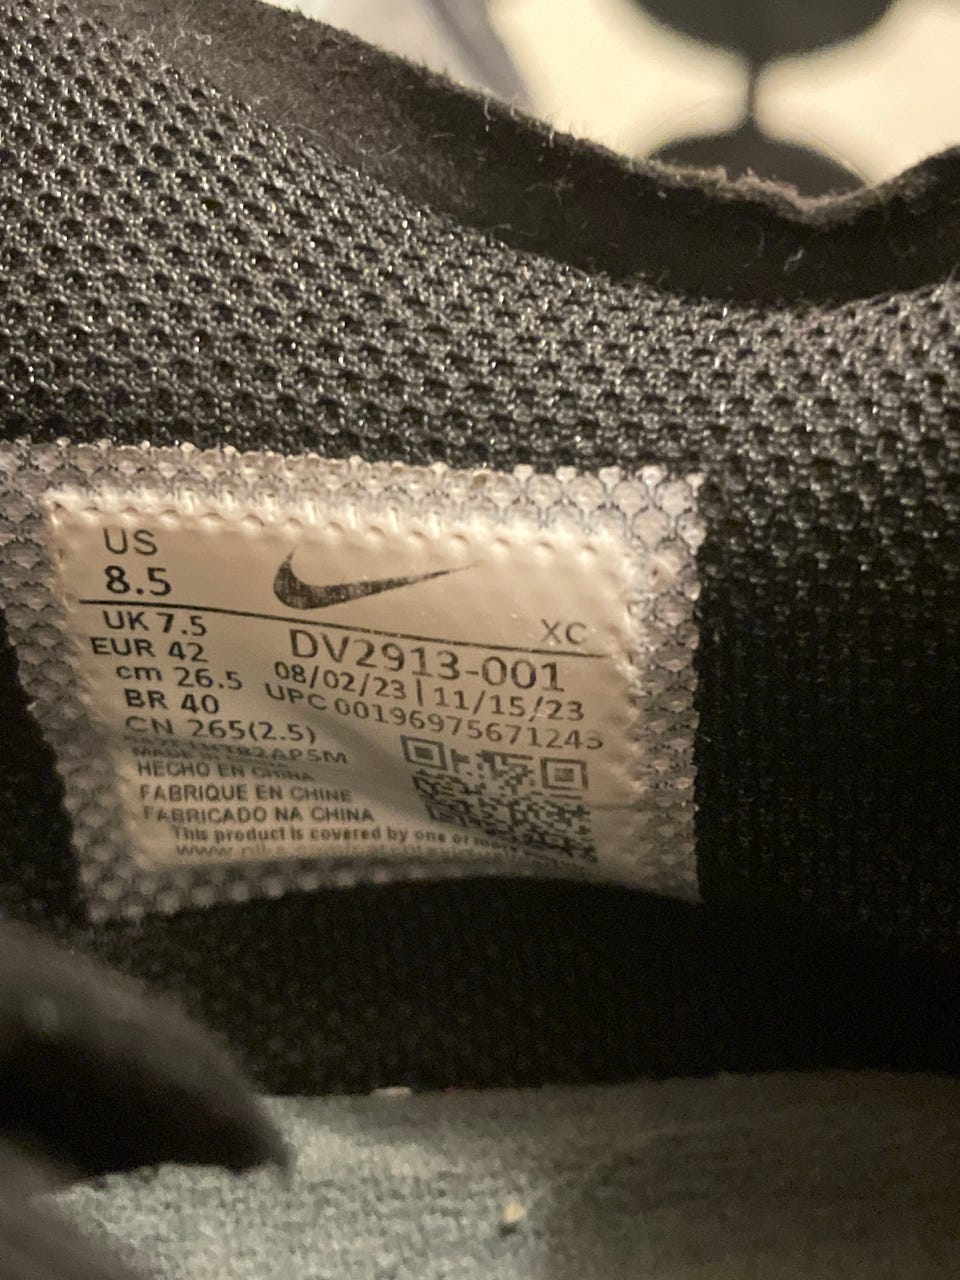 US
8.5
XC
UK 7.5
EUR 42
cm 26.5
BR 40
CN 265(2.5)
DV2913-001
08/02/23 | 11/15/23
UPC 00196975671243
HECHO EN CHINA
FABRIQUE EN CHINE
FABRICADO NA CHINA
This product is covered by one or more